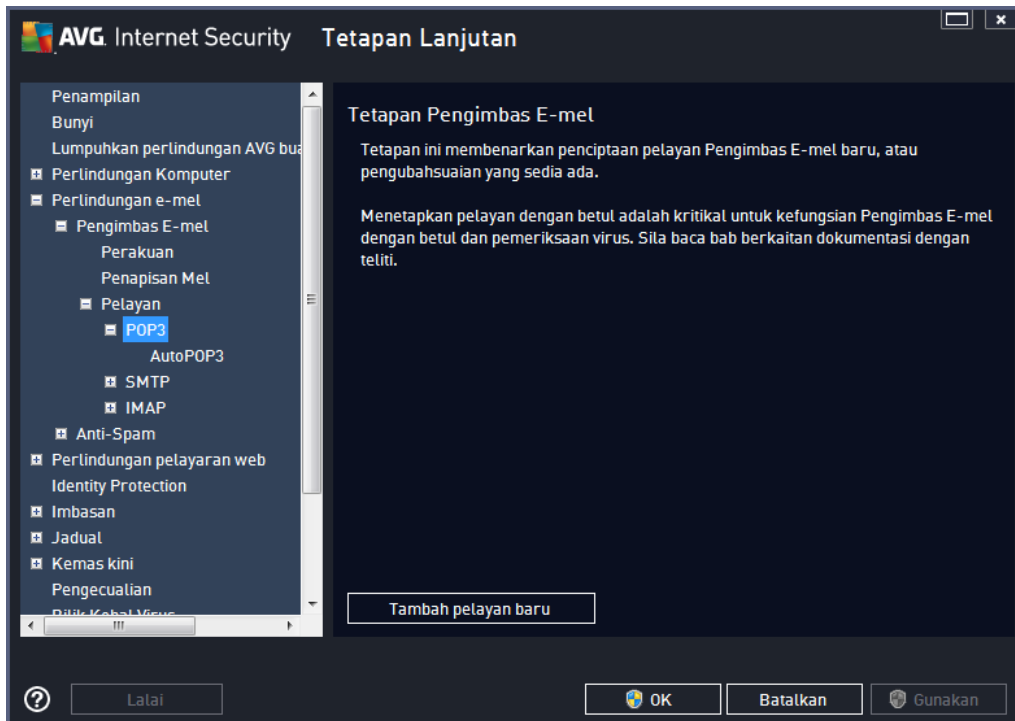 AVG. Internet Security Tetapan Lanjutan
Penampilan
Bunyi
Lumpuhkan perlindungan AVG bua
Perlindungan Komputer
Perlindungan e-mel
Pengimbas E-mel
Perakuan
Penapisan Mel
Pelayan
POP3
AutoPOP3
SMTP
IMAP
Anti-Spam
Perlindungan pelayaran web
Identity Protection
Imbasan
Jadual
Kemas kini
Pengecualian
Bilik Kebal Virus
Tetapan Pengimbas E-mel
Tetapan ini membenarkan penciptaan pelayan Pengimbas E-mel baru, atau
pengubahsuaian yang sedia ada.
Menetapkan pelayan dengan betul adalah kritikal untuk kefungsian Pengimbas E-mel
dengan betul dan pemeriksaan virus. Sila baca bab berkaitan dokumentasi dengan
teliti.
Tambah pelayan baru
Lalai
OK
Batalkan
Gunakan